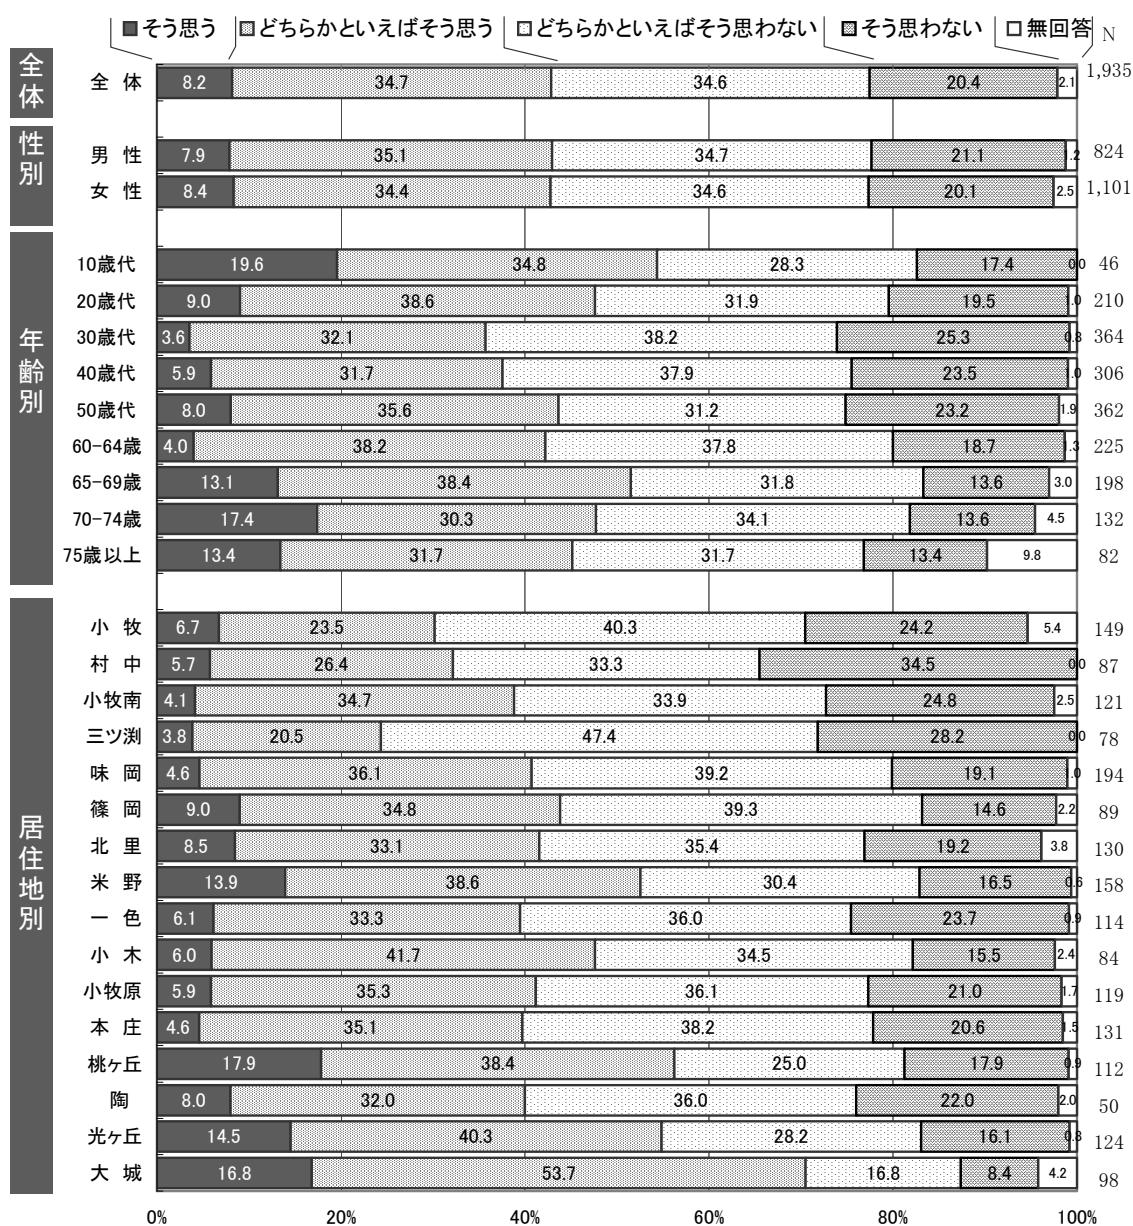 そう思う どちらかといえばそう思う どちらかといえばそう思わない そう思わない 無回答 N
全体
全 体 8.2 34.7 34.6 20.4 2.1 1,935
性別
男 性 7.9 35.1 34.7 21.1 1.2 824
女 性 8.4 34.4 34.6 20.1 2.5 1,101
年齢別
10歳代 19.6 34.8 28.3 17.4 0.0 46
20歳代 9.0 38.6 31.9 19.5 1.0 210
30歳代 3.6 32.1 38.2 25.3 0.8 364
40歳代 5.9 31.7 37.9 23.5 1.0 306
50歳代 8.0 35.6 31.2 23.2 1.9 362
60-64歳 4.0 38.2 37.8 18.7 1.3 225
65-69歳 13.1 38.4 31.8 13.6 3.0 198
70-74歳 17.4 30.3 34.1 13.6 4.5 132
75歳以上 13.4 31.7 31.7 13.4 9.8 82
居住地別
小 牧 6.7 23.5 40.3 24.2 5.4 149
村 中 5.7 26.4 33.3 34.5 0.0 87
小牧南 4.1 34.7 33.9 24.8 2.5 121
三ツ渕 3.8 20.5 47.4 28.2 0.0 78
味 岡 4.6 36.1 39.2 19.1 1.0 194
篠 岡 9.0 34.8 39.3 14.6 2.2 89
北 里 8.5 33.1 35.4 19.2 3.8 130
米 野 13.9 38.6 30.4 16.5 0.6 158
一 色 6.1 33.3 36.0 23.7 0.9 114
小 木 6.0 41.7 34.5 15.5 2.4 84
小牧原 5.9 35.3 36.1 21.0 1.7 119
本 庄 4.6 35.1 38.2 20.6 1.5 131
桃ヶ丘 17.9 38.4 25.0 17.9 0.9 112
陶 8.0 32.0 36.0 22.0 2.0 50
光ヶ丘 14.5 40.3 28.2 16.1 0.8 124
大 城 16.8 53.7 16.8 8.4 4.2 98
0% 20% 40% 60% 80% 100%